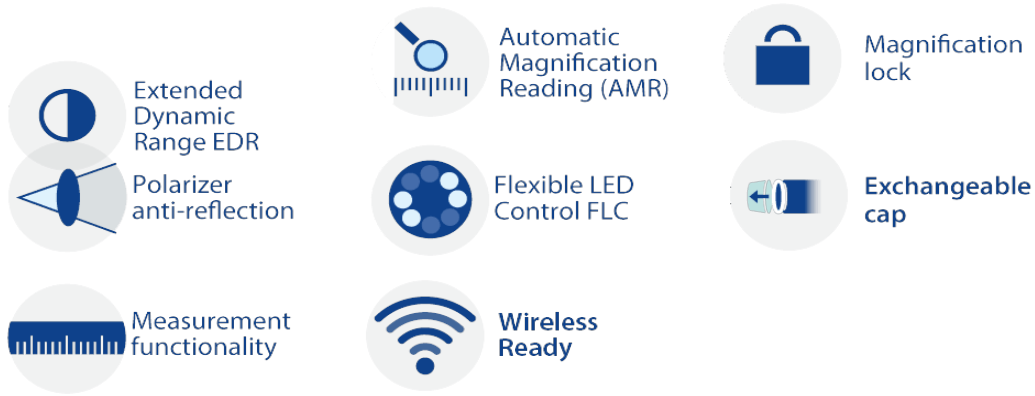 Extended
Dynamic
Range EDR
Polarizer
anti-reflection
Measurement
functionality
Automatic
Magnification
Reading (AMR)
Flexible LED
Control FLC
Wireless
Ready
Magnification
lock
Exchangeable
cap